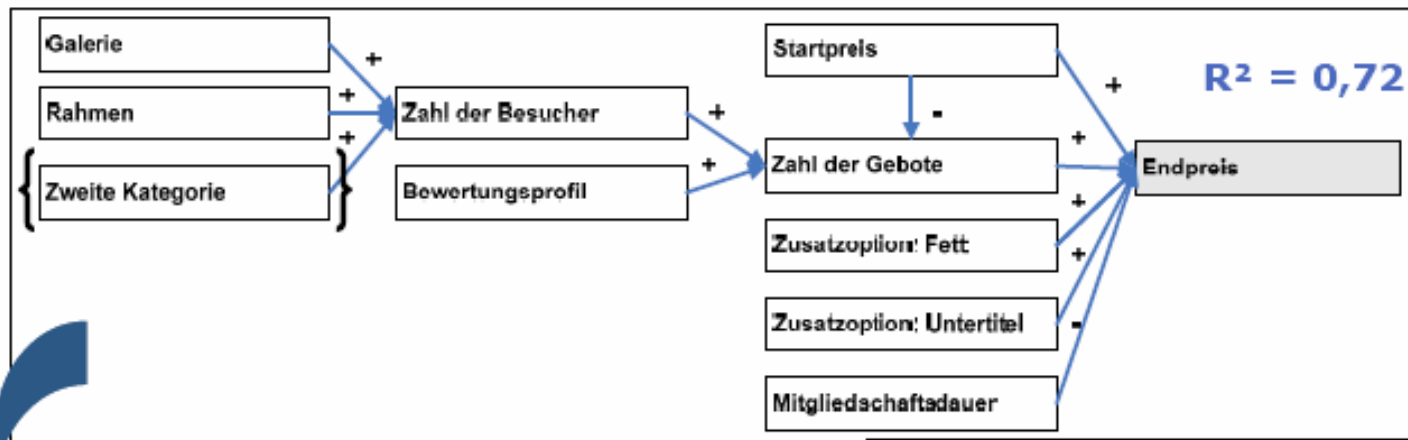 Galerie
+
Rahmen
+
+
Zweite Kategorie
Zahl der Besucher
+
Bewertungsprofil
+
Startpreis
-
+
R² = 0,72
Zahl der Gebote
+
Endpreis
+
Zusatzoption: Fett
+
Zusatzoption: Untertitel
-
Mitgliedschaftsdauer